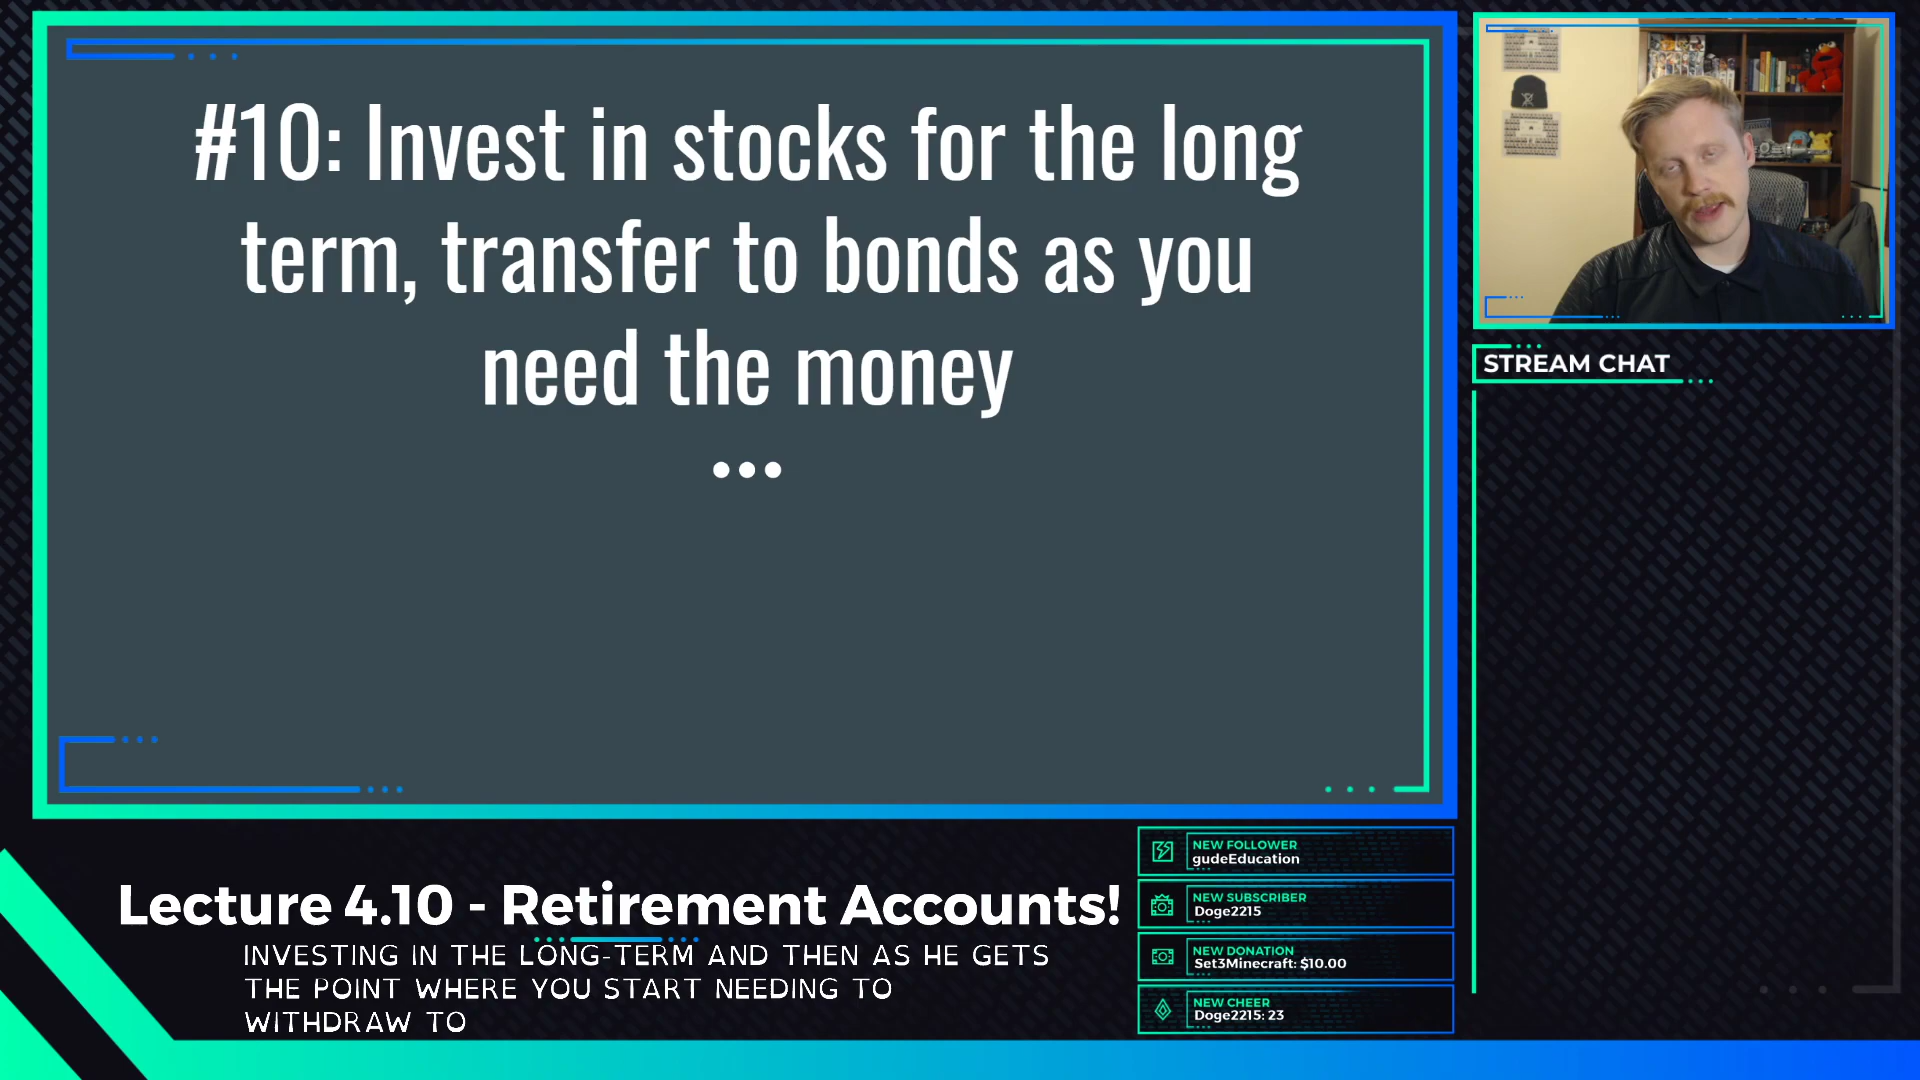 #10: Invest in stocks for the long
term, transfer to bonds as you
need the money
STREAM CHAT
Lecture 4.10 - Retirement Accounts!
INVESTING IN THE LONG-TERM AND THEN AS HE GETS
THE POINT WHERE YOU START NEEDING TO
WITHDRAW TO
NEW FOLLOWER
gudeEducation
NEW SUBSCRIBER
Doge2215
NEW DONATION
Set3Minecraft: $10.00
NEW CHEER
Doge2215: 23